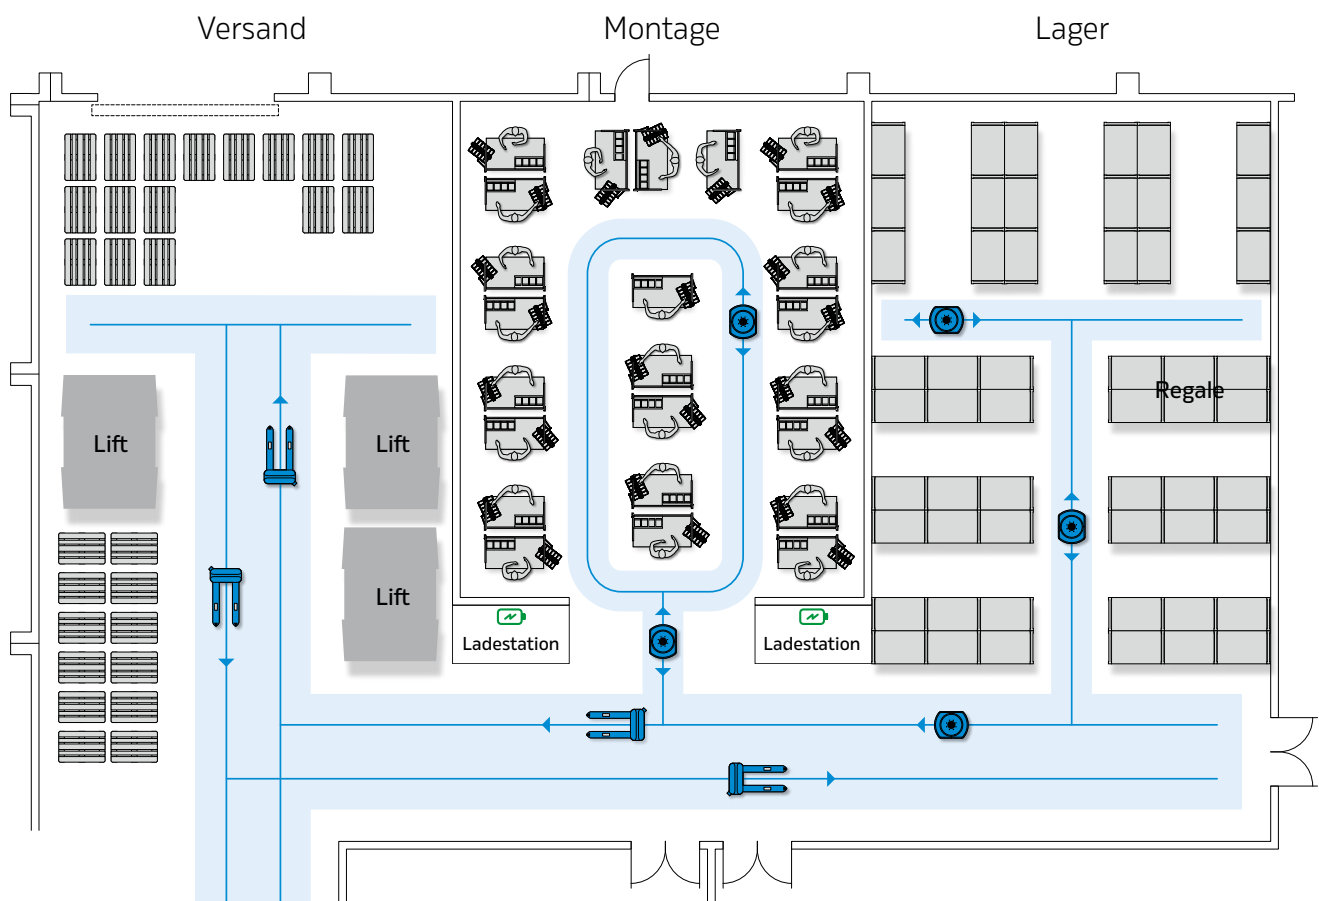 Versand
Montage
Lager
Regale
Lift
Lift
Lift
Ladestation
Ladestation